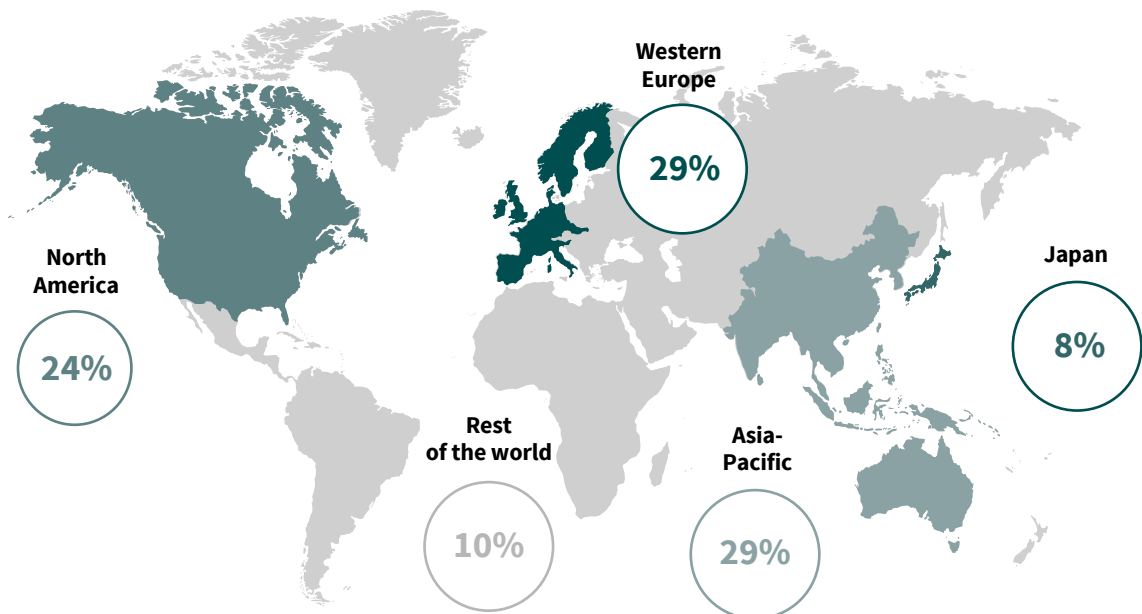 Western
Europe
29%
North
America
24%
Japan
8%
Rest
of the world
10%
Asia-
Pacific
29%